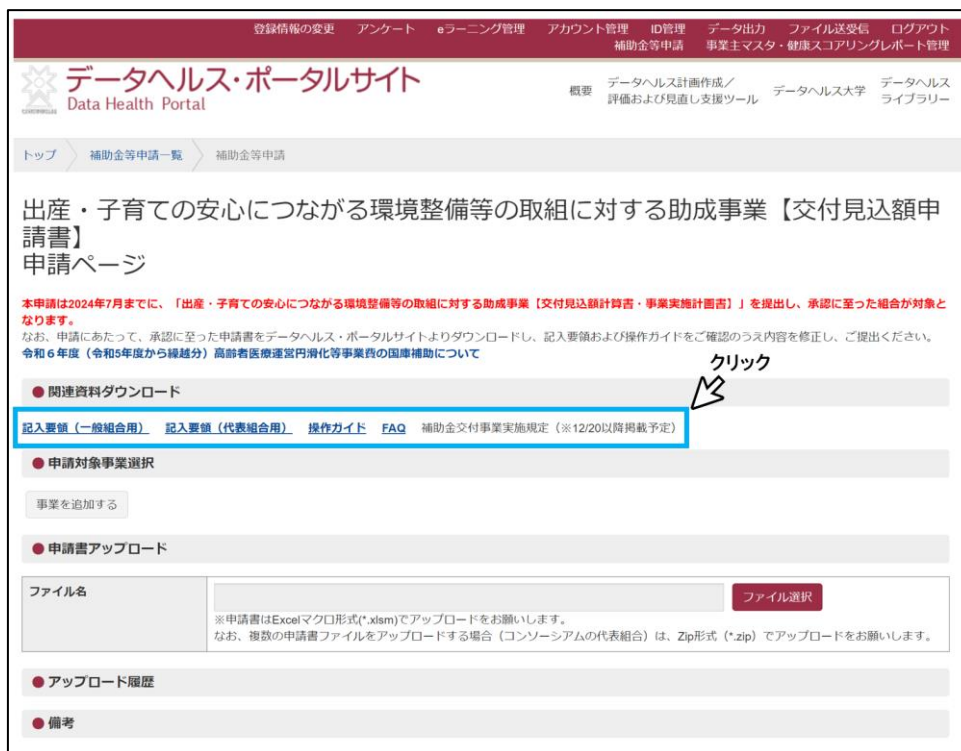 登録情報の変更 アンケート eラーニング管理 アカウント管理 ID管理 データ出力 ファイル送受信 ログアウト
補助金等申請 事業主マスタ・健康スコアリングレポート管理
データヘルス・ポータルサイト
Data Health Portal
概要 データヘルス計画作成／
評価および見直し支援ツール データヘルス大学 データヘルス
ライブラリー
トップ 補助金等申請一覧 補助金等申請
出産・子育ての安心につながる環境整備等の取組に対する助成事業【交付見込額申
請書】
申請ページ
本申請は2024年7月までに、「出産・子育ての安心につながる環境整備等の取組に対する助成事業【交付見込額計算書・事業実施計画書】」を提出し、承認に至った組合が対象と
なります。
なお、申請にあたって、承認に至った申請書をデータヘルス・ポータルサイトよりダウンロードし、記入要領および操作ガイドをご確認のうえ内容を修正し、ご提出ください。
令和６年度（令和5年度から繰越分）高齢者医療運営円滑化等事業費の国庫補助について
クリック
●関連資料ダウンロード
記入要領（一般組合用） 記入要領（代表組合用） 操作ガイド FAQ 補助金交付事業実施規定（※12/20以降掲載予定）
●申請対象事業選択
事業を追加する
●申請書アップロード
ファイル名
ファイル選択
※申請書はExcelマクロ形式(*.xlsm)でアップロードをお願いします。
なお、複数の申請書ファイルをアップロードする場合（コンソーシアムの代表組合）は、Zip形式（*.zip）でアップロードをお願いします。
●アップロード履歴
●備考